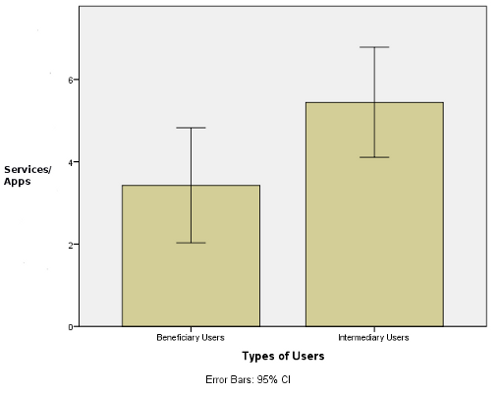 6
4
Services/
Apps
2
0
Beneficiary Users
Intermediary Users
Types of Users
Error Bars: 95% CI